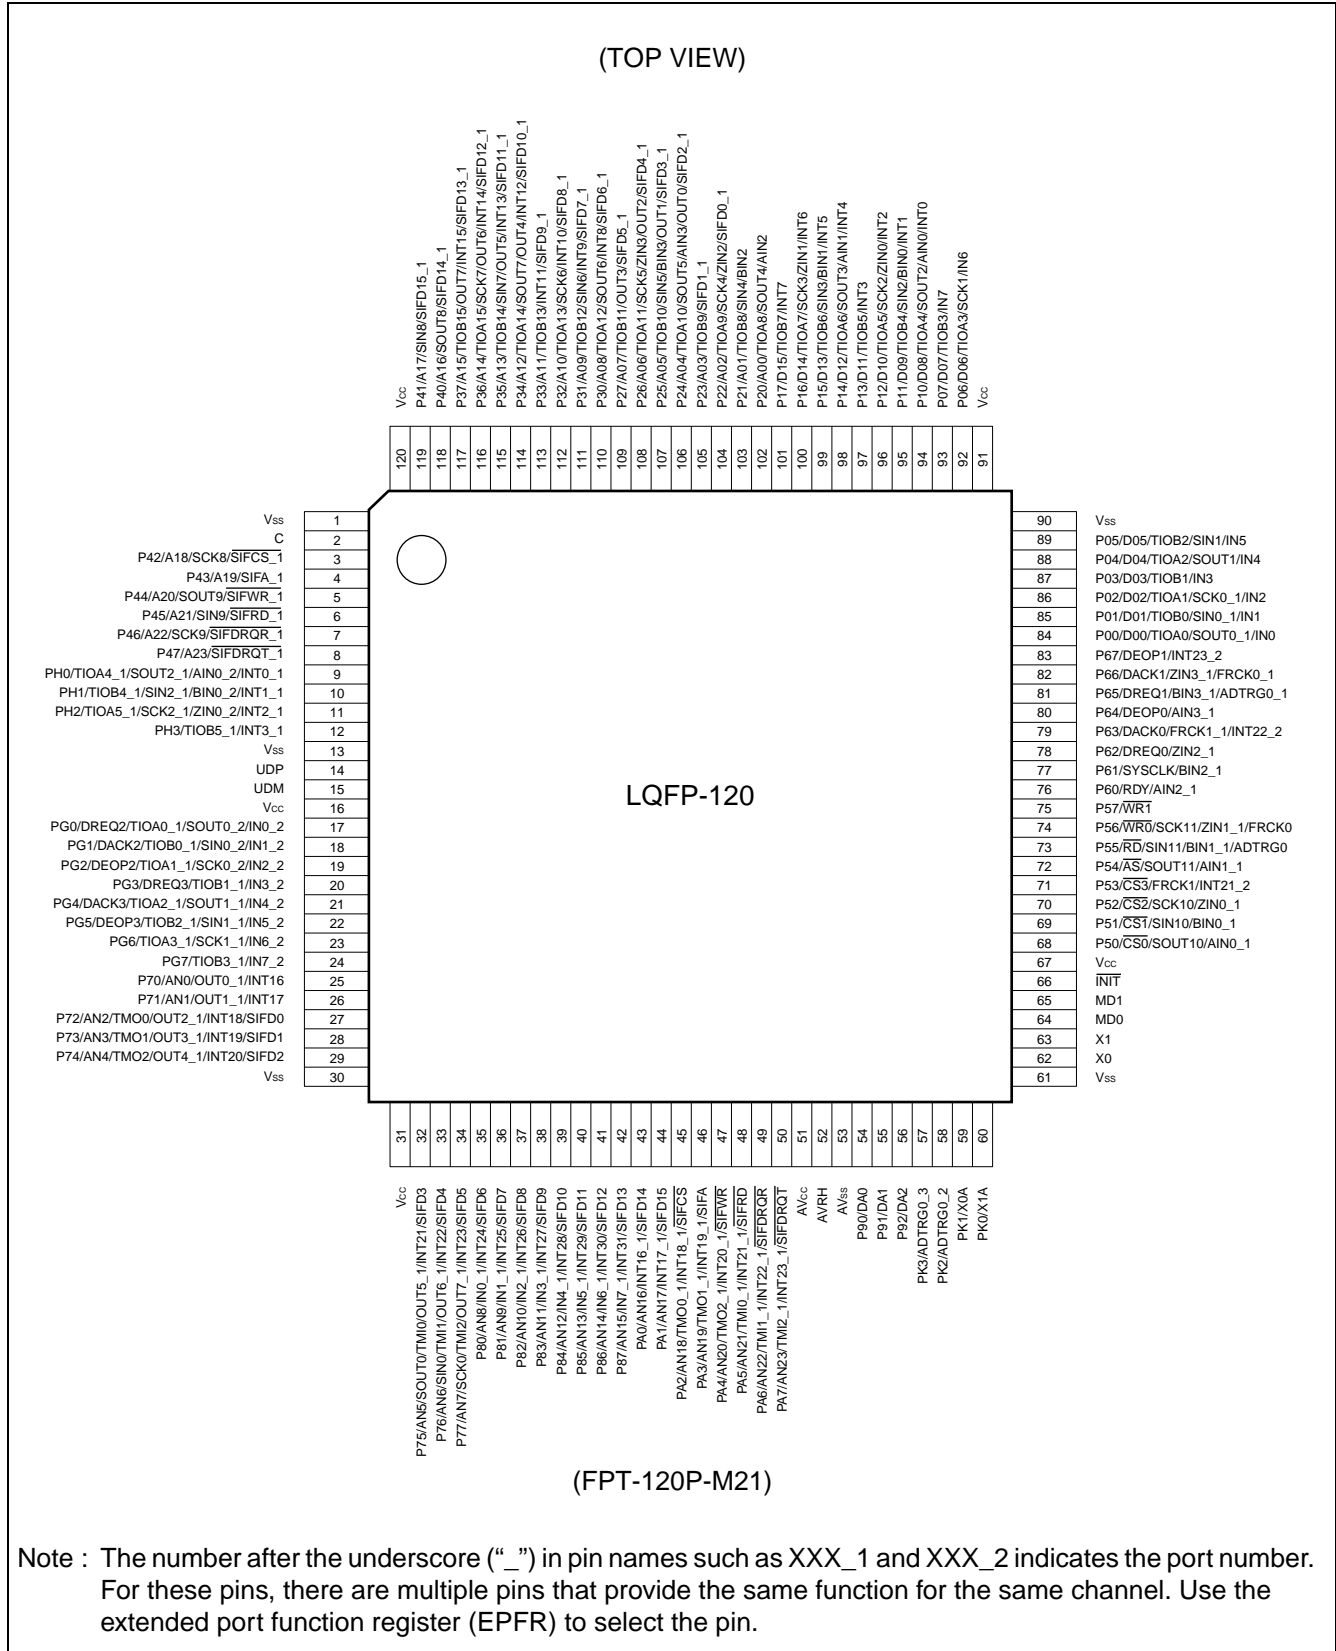 (TOP VIEW)
Vcc
P41/A17/SIN8/SIFD15_1
P40/A16/SOUT8/SIFD14_1
P37/A15/TIOB15/OUT7/INT15/SIFD13_1
P36/A14/TIOA15/SCK7/OUT6/INT14/SIFD12_1
P35/A13/TIOB14/SIN7/OUT5/INT13/SIFD11_1
P34/A12/TIOA14/SOUT7/OUT4/INT12/SIFD10_1
P33/A11/TIOB13/INT11/SIFD9_1
P32/A10/TIOA13/SCK6/INT10/SIFD8_1
P31/A09/TIOB12/SIN6/INT9/SIFD7_1
P30/A08/TIOA12/SOUT6/INT8/SIFD6_1
P27/A07/TIOB11/OUT3/SIFD5_1
P26/A06/TIOA11/SCK5/ZIN3/OUT2/SIFD4_1
P25/A05/TIOB10/SIN5/BIN3/OUT1/SIFD3_1
P24/A04/TIOA10/SOUT5/AIN3/OUT0/SIFD2_1
P23/A03/TIOB9/SIFD1_1
P22/A02/TIOA9/SCK4/ZIN2/SIFD0_1
P21/A01/TIOB8/SIN4/BIN2
P20/A00/TIOA8/SOUT4/AIN2
P17/D15/TIOB7/INT7
P16/D14/TIOA7/SCK3/ZIN1/INT6
P15/D13/TIOB6/SIN3/BIN1/INT5
P14/D12/TIOA6/SOUT3/AIN1/INT4
P13/D11/TIOB5/INT3
P12/D10/TIOA5/SCK2/ZIN0/INT2
P11/D09/TIOB4/SIN2/BIN0/INT1
P10/D08/TIOA4/SOUT2/AIN0/INT0
P07/D07/TIOB3/IN7
P06/D06/TIOA3/SCK1/IN6
Vcc
120 119 118 117 116 115 114 113 112 111 110 109 108 107 106 105 104 103 102 101 100 99 98 97 96 95 94 93 92 91
Vss 1
C 2
P42/A18/SCK8/SIFCS_1 3
P43/A19/SIFA_1 4
P44/A20/SOUT9/SIFWR_1 5
P45/A21/SIN9/SIFRD_1 6
P46/A22/SCK9/SIFDRQR_1 7
P47/A23/SIFDRQT_1 8
PH0/TIOA4_1/SOUT2_1/AIN0_2/INT0_1 9
PH1/TIOB4_1/SIN2_1/BIN0_2/INT1_1 10
PH2/TIOA5_1/SCK2_1/ZIN0_2/INT2_1 11
PH3/TIOB5_1/INT3_1 12
Vss 13
UDP 14
UDM 15
Vcc 16
PG0/DREQ2/TIOA0_1/SOUT0_2/IN0_2 17
PG1/DACK2/TIOB0_1/SIN0_2/IN1_2 18
PG2/DEOP2/TIOA1_1/SCK0_2/IN2_2 19
PG3/DREQ3/TIOB1_1/IN3_2 20
PG4/DACK3/TIOA2_1/SOUT1_1/IN4_2 21
PG5/DEOP3/TIOB2_1/SIN1_1/IN5_2 22
PG6/TIOA3_1/SCK1_1/IN6_2 23
PG7/TIOB3_1/IN7_2 24
P70/AN0/OUT0_1/INT16 25
P71/AN1/OUT1_1/INT17 26
P72/AN2/TMO0/OUT2_1/INT18/SIFD0 27
P73/AN3/TMO1/OUT3_1/INT19/SIFD1 28
P74/AN4/TMO2/OUT4_1/INT20/SIFD2 29
Vss 30
LQFP-120
90 Vss
89 P05/D05/TIOB2/SIN1/IN5
88 P04/D04/TIOA2/SOUT1/IN4
87 P03/D03/TIOB1/IN3
86 P02/D02/TIOA1/SCK0_1/IN2
85 P01/D01/TIOB0/SIN0_1/IN1
84 P00/D00/TIOA0/SOUT0_1/IN0
83 P67/DEOP1/INT23_2
82 P66/DACK1/ZIN3_1/FRCK0_1
81 P65/DREQ1/BIN3_1/ADTRG0_1
80 P64/DEOP0/AIN3_1
79 P63/DACK0/FRCK1_1/INT22_2
78 P62/DREQ0/ZIN2_1
77 P61/SYSCLK/BIN2_1
76 P60/RDY/AIN2_1
75 P57/WR1
74 P56/WR0/SCK11/ZIN1_1/FRCK0
73 P55/RD/SIN11/BIN1_1/ADTRG0
72 P54/AS/SOUT11/AIN1_1
71 P53/CS3/FRCK1/INT21_2
70 P52/CS2/SCK10/ZIN0_1
69 P51/CS1/SIN10/BIN0_1
68 P50/CS0/SOUT10/AIN0_1
67 Vcc
66 INIT
65 MD1
64 MD0
63 X1
62 X0
61 Vss
31 32 33 34 35 36 37 38 39 40 41 42 43 44 45 46 47 48 49 50 51 52 53 54 55 56 57 58 59 60
Vcc
P75/AN5/SOUT0/TMI0/OUT5_1/INT21/SIFD3
P76/AN6/SIN0/TMI1/OUT6_1/INT22/SIFD4
P77/AN7/SCK0/TMI2/OUT7_1/INT23/SIFD5
P80/AN8/IN0_1/INT24/SIFD6
P81/AN9/IN1_1/INT25/SIFD7
P82/AN10/IN2_1/INT26/SIFD8
P83/AN11/IN3_1/INT27/SIFD9
P84/AN12/IN4_1/INT28/SIFD10
P85/AN13/IN5_1/INT29/SIFD11
P86/AN14/IN6_1/INT30/SIFD12
P87/AN15/IN7_1/INT31/SIFD13
PA0/AN16/INT16_1/SIFD14
PA1/AN17/INT17_1/SIFD15
PA2/AN18/TMO0_1/INT18_1/SIFCS
PA3/AN19/TMO1_1/INT19_1/SIFA
PA4/AN20/TMO2_1/INT20_1/SIFWR
PA5/AN21/TMI0_1/INT21_1/SIFRD
PA6/AN22/TMI1_1/INT22_1/SIFDRQR
PA7/AN23/TMI2_1/INT23_1/SIFDRQT
AVcc
AVRH
AVss
P90/DA0
P91/DA1
P92/DA2
PK3/ADTRG0_3
PK2/ADTRG0_2
PK1/X0A
PK0/X1A
(FPT-120P-M21)
Note : The number after the underscore (“_”) in pin names such as XXX_1 and XXX_2 indicates the port number.
For these pins, there are multiple pins that provide the same function for the same channel. Use the
extended port function register (EPFR) to select the pin.